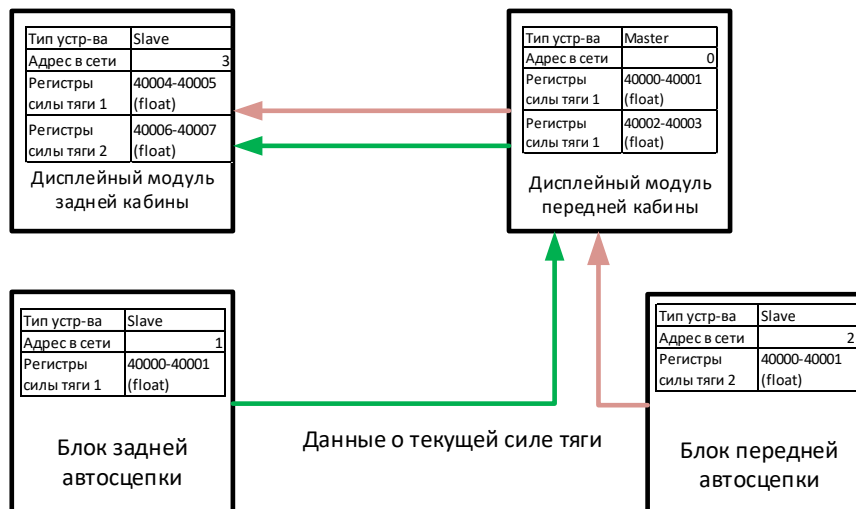 Тип устр-ва Slave
Адрес в сети 3
Регистры 40004-40005
силы тяги 1 (float)
Регистры 40006-40007
силы тяги 2 (float)
Дисплейный модуль
задней кабины
Тип устр-ва Master
Адрес в сети 0
Регистры 40000-40001
силы тяги 1 (float)
Регистры 40002-40003
силы тяги 1 (float)
Дисплейный модуль
передней кабины
Тип устр-ва Slave
Адрес в сети 1
Регистры 40000-40001
силы тяги 1 (float)
Блок задней
автосцепки
Данные о текущей силе тяги
Тип устр-ва Slave
Адрес в сети 2
Регистры 40000-40001
силы тяги 2 (float)
Блок передней
автосцепки